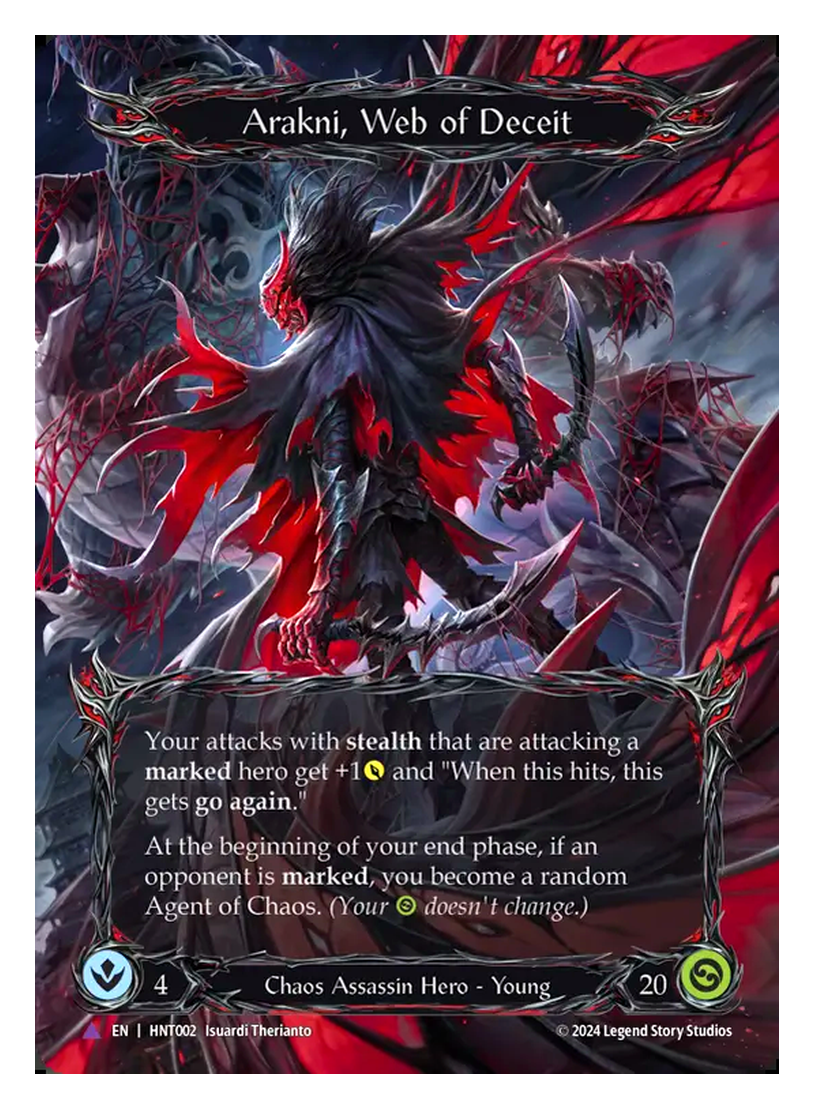 Arakni, Web of Deceit
Your attacks with stealth that are attacking a
marked hero get +1 and "When this hits, this
gets go again."
At the beginning of your end phase, if an
opponent is marked, you become a random
Agent of Chaos. (Your doesn't change.)
4
Chaos Assassin Hero - Young
20
EN | HNT002 Isuardi Therianto
© 2024 Legend Story Studios